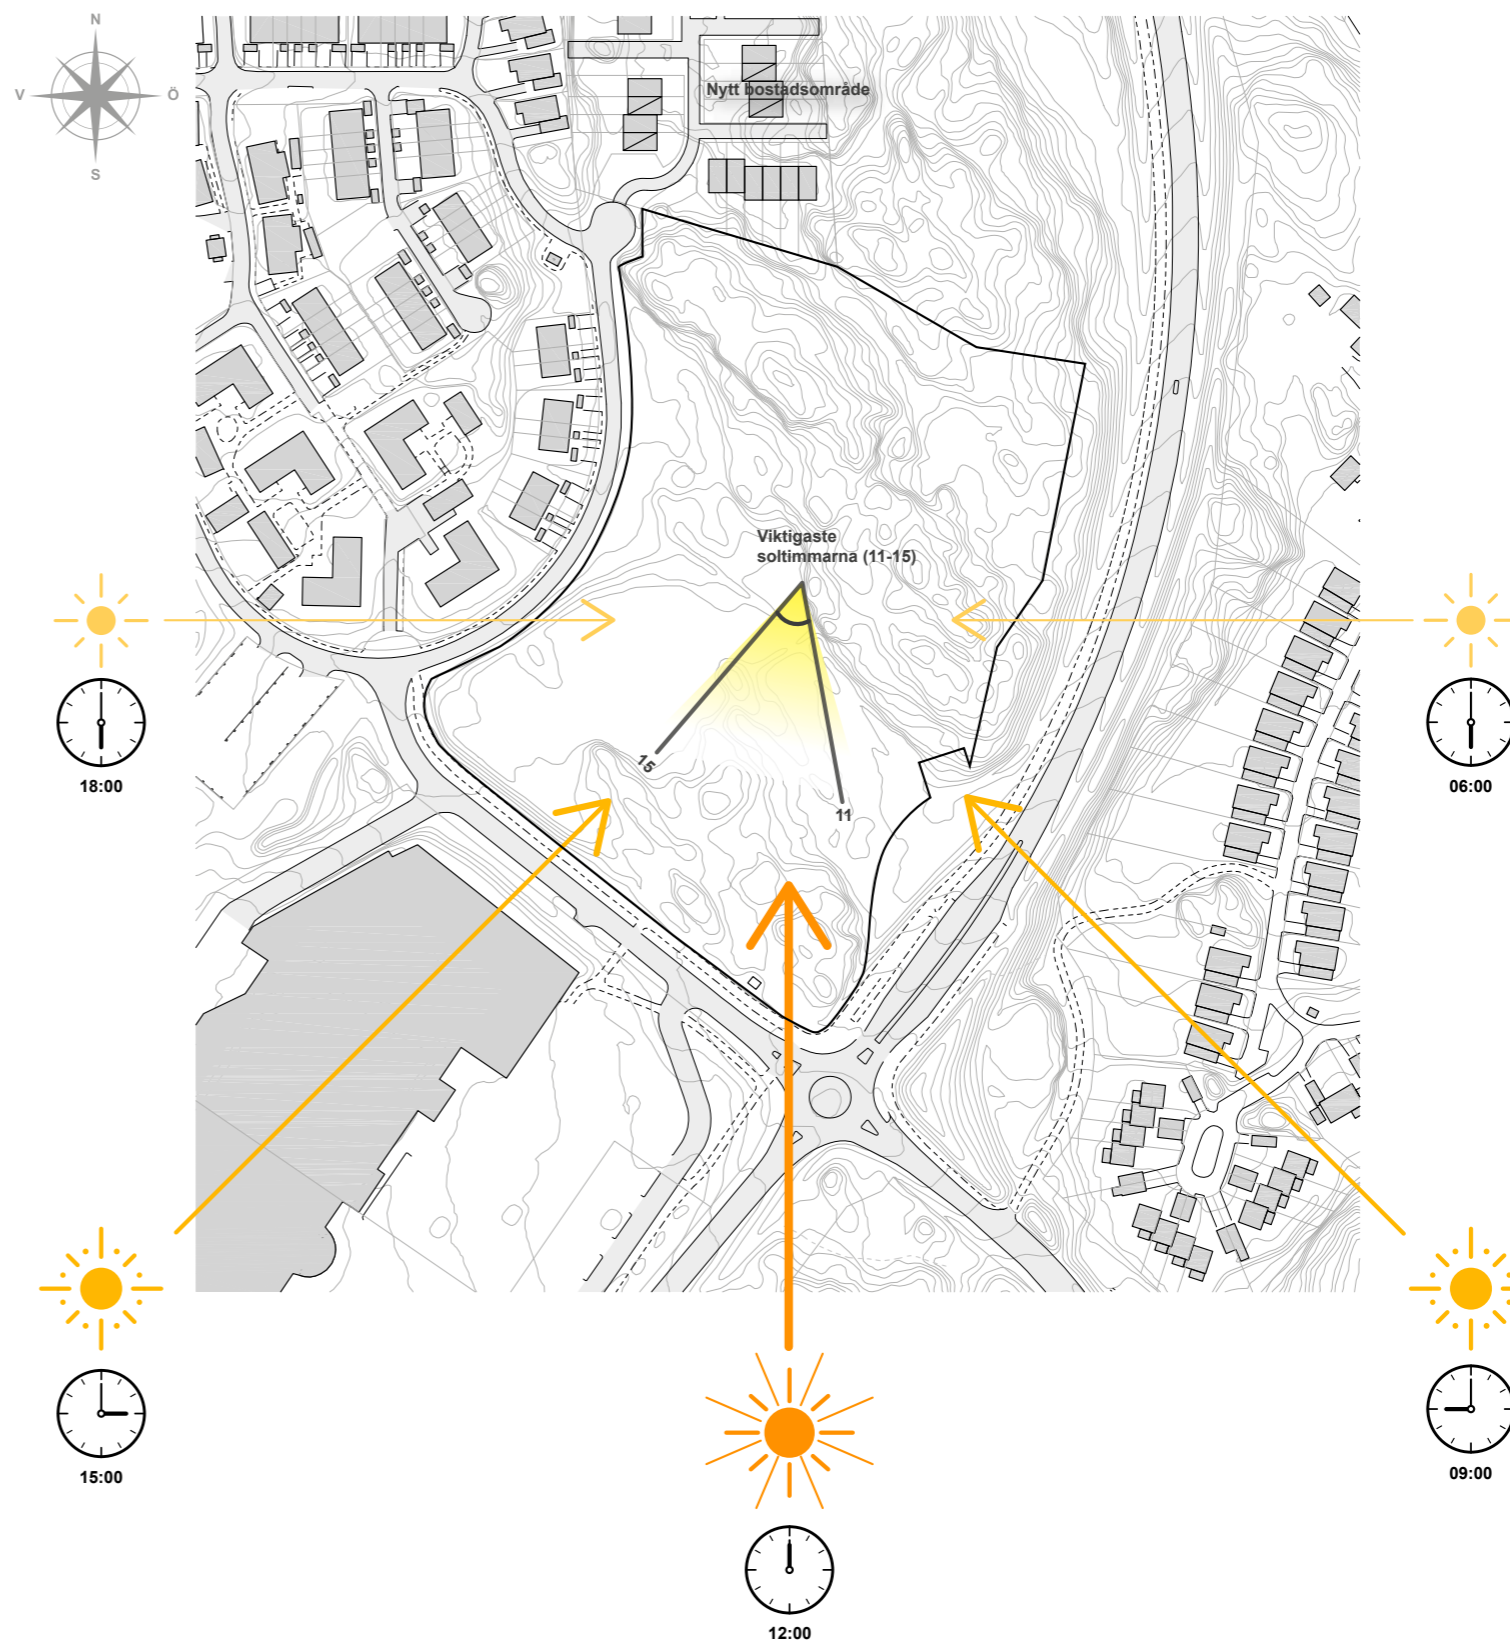 N
V
Ö
S
Nytt bostadsområde
Viktigaste
soltimmarna (11-15)
15
11
18:00
06:00
15:00
09:00
12:00